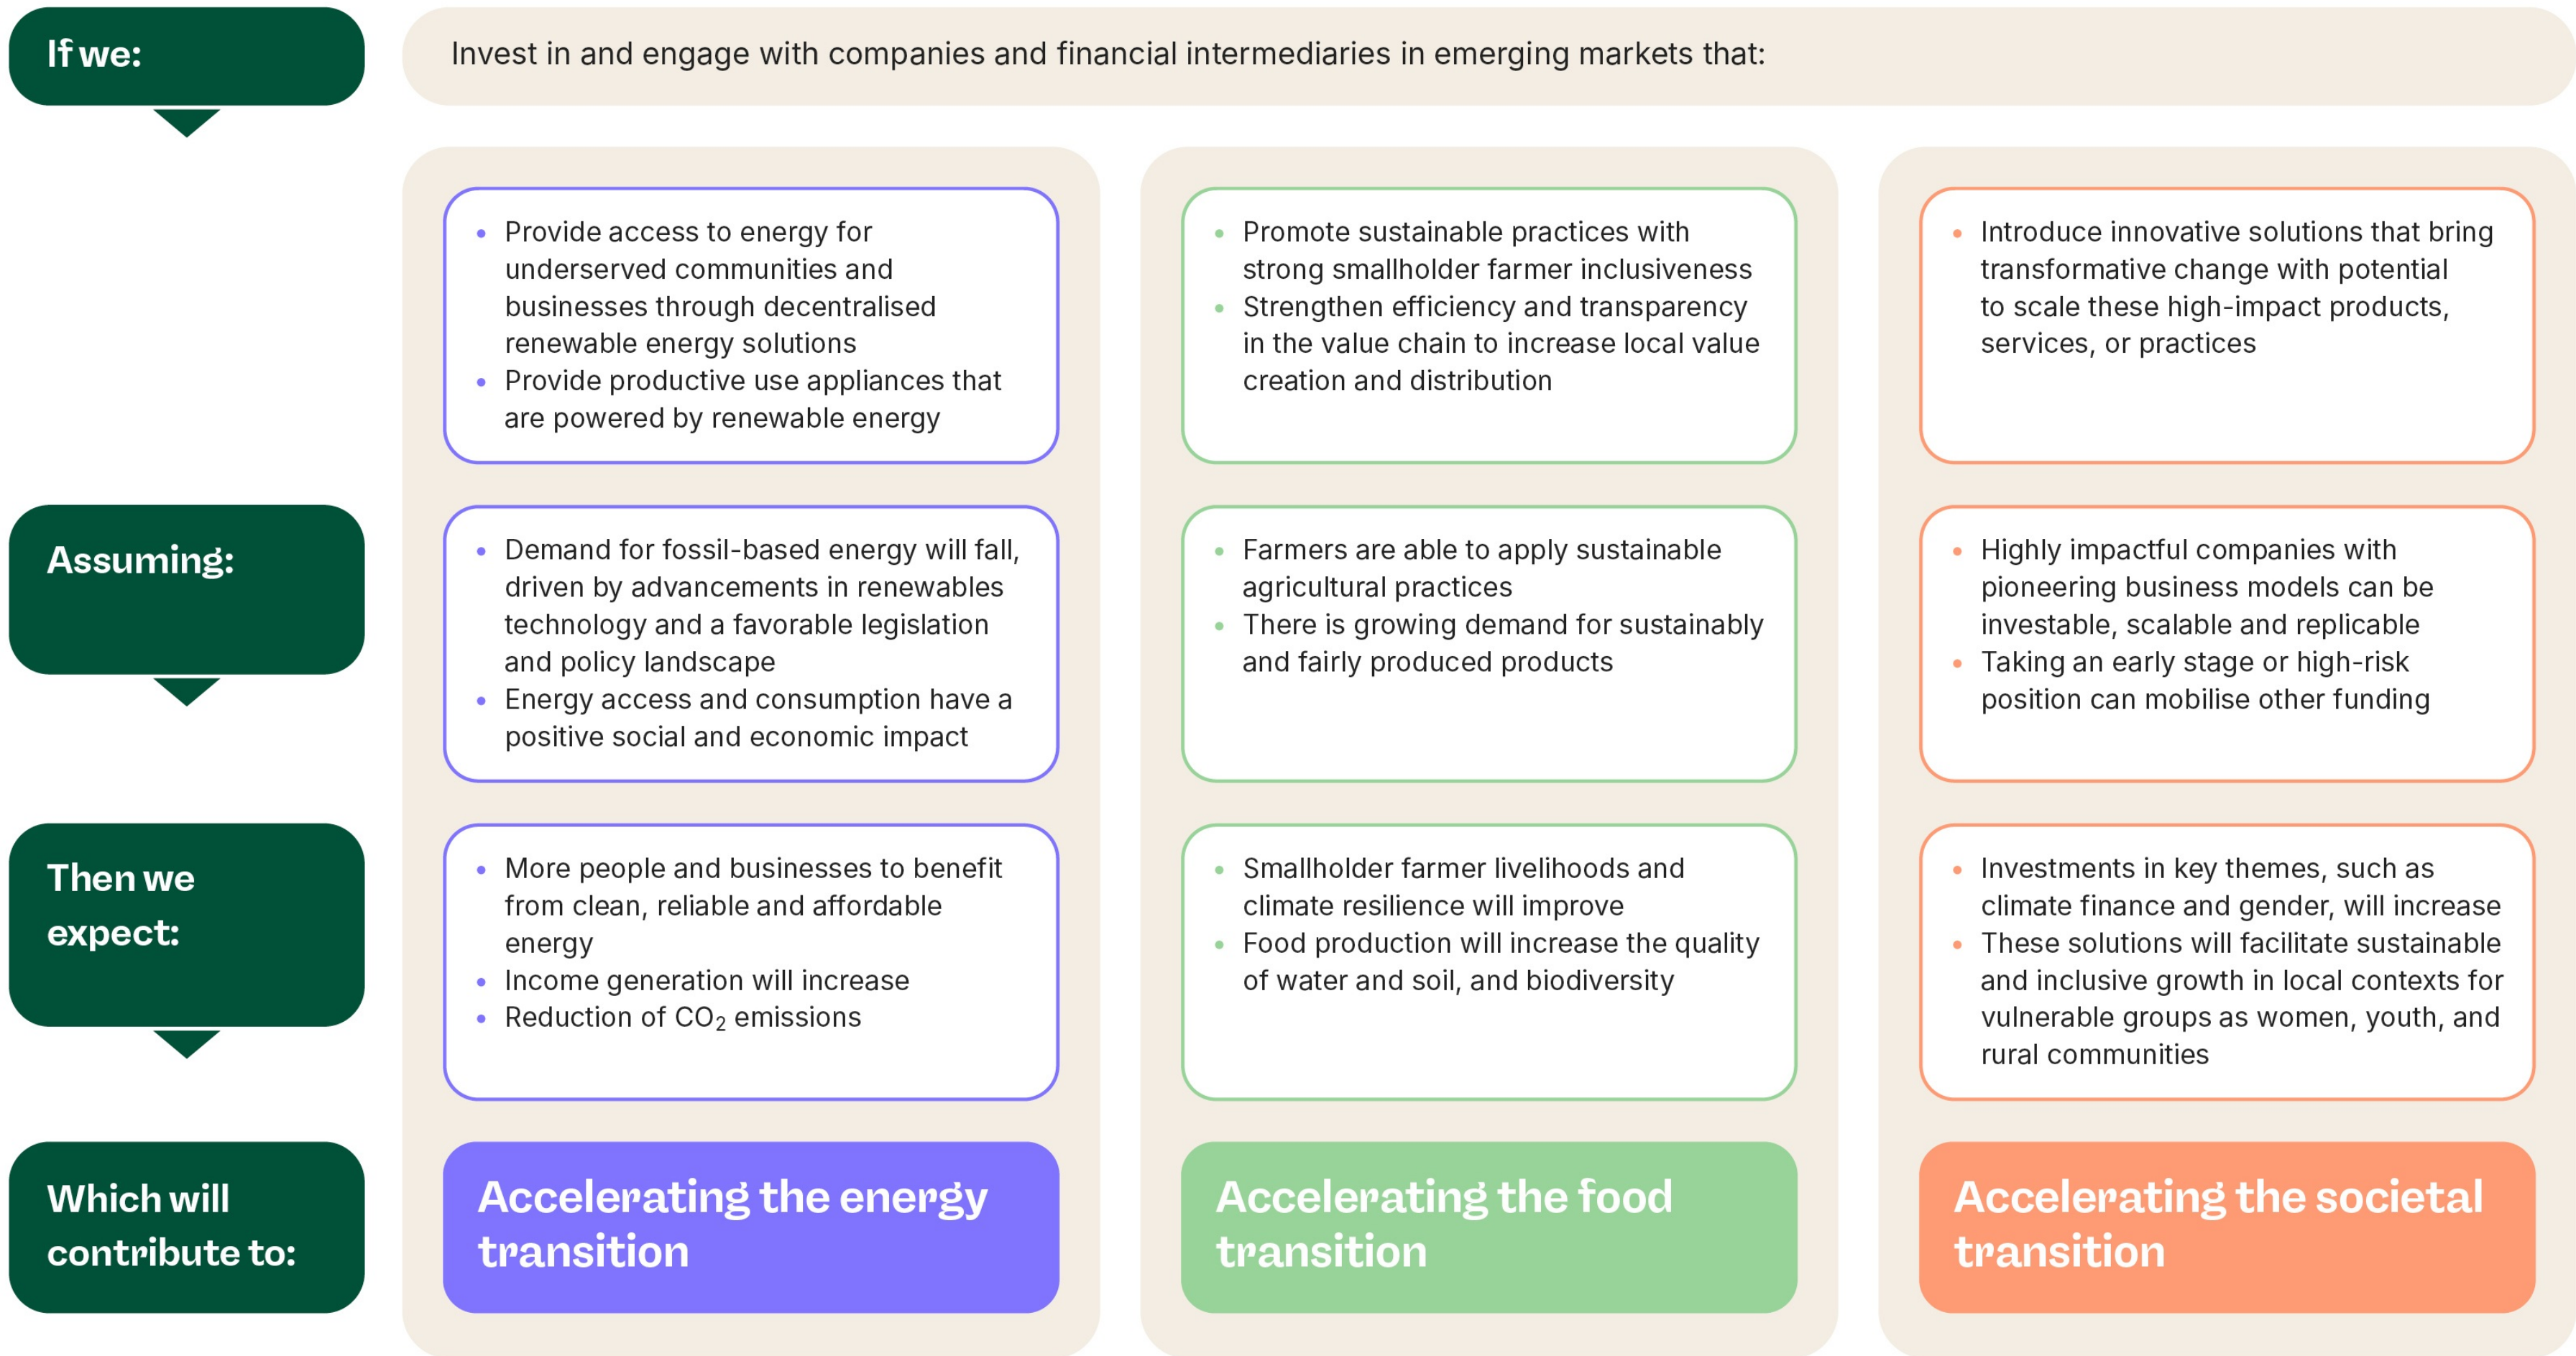 If we:
Invest in and engage with companies and financial intermediaries in emerging markets that:
• Provide access to energy for
underserved communities and
businesses through decentralised
renewable energy solutions
• Provide productive use appliances that
are powered by renewable energy
• Promote sustainable practices with
strong smallholder farmer inclusiveness
• Strengthen efficiency and transparency
in the value chain to increase local value
creation and distribution
• Introduce innovative solutions that bring
transformative change with potential
to scale these high-impact products,
services, or practices
Assuming:
• Demand for fossil-based energy will fall,
driven by advancements in renewables
technology and a favorable legislation
and policy landscape
• Energy access and consumption have a
positive social and economic impact
• Farmers are able to apply sustainable
agricultural practices
• There is growing demand for sustainably
and fairly produced products
• Highly impactful companies with
pioneering business models can be
investable, scalable and replicable
• Taking an early stage or high-risk
position can mobilise other funding
Then we
expect:
• More people and businesses to benefit
from clean, reliable and affordable
energy
• Income generation will increase
• Reduction of CO₂ emissions
• Smallholder farmer livelihoods and
climate resilience will improve
• Food production will increase the quality
of water and soil, and biodiversity
• Investments in key themes, such as
climate finance and gender, will increase
• These solutions will facilitate sustainable
and inclusive growth in local contexts for
vulnerable groups as women, youth, and
rural communities
Which will
contribute to:
Accelerating the energy
transition
Accelerating the food
transition
Accelerating the societal
transition